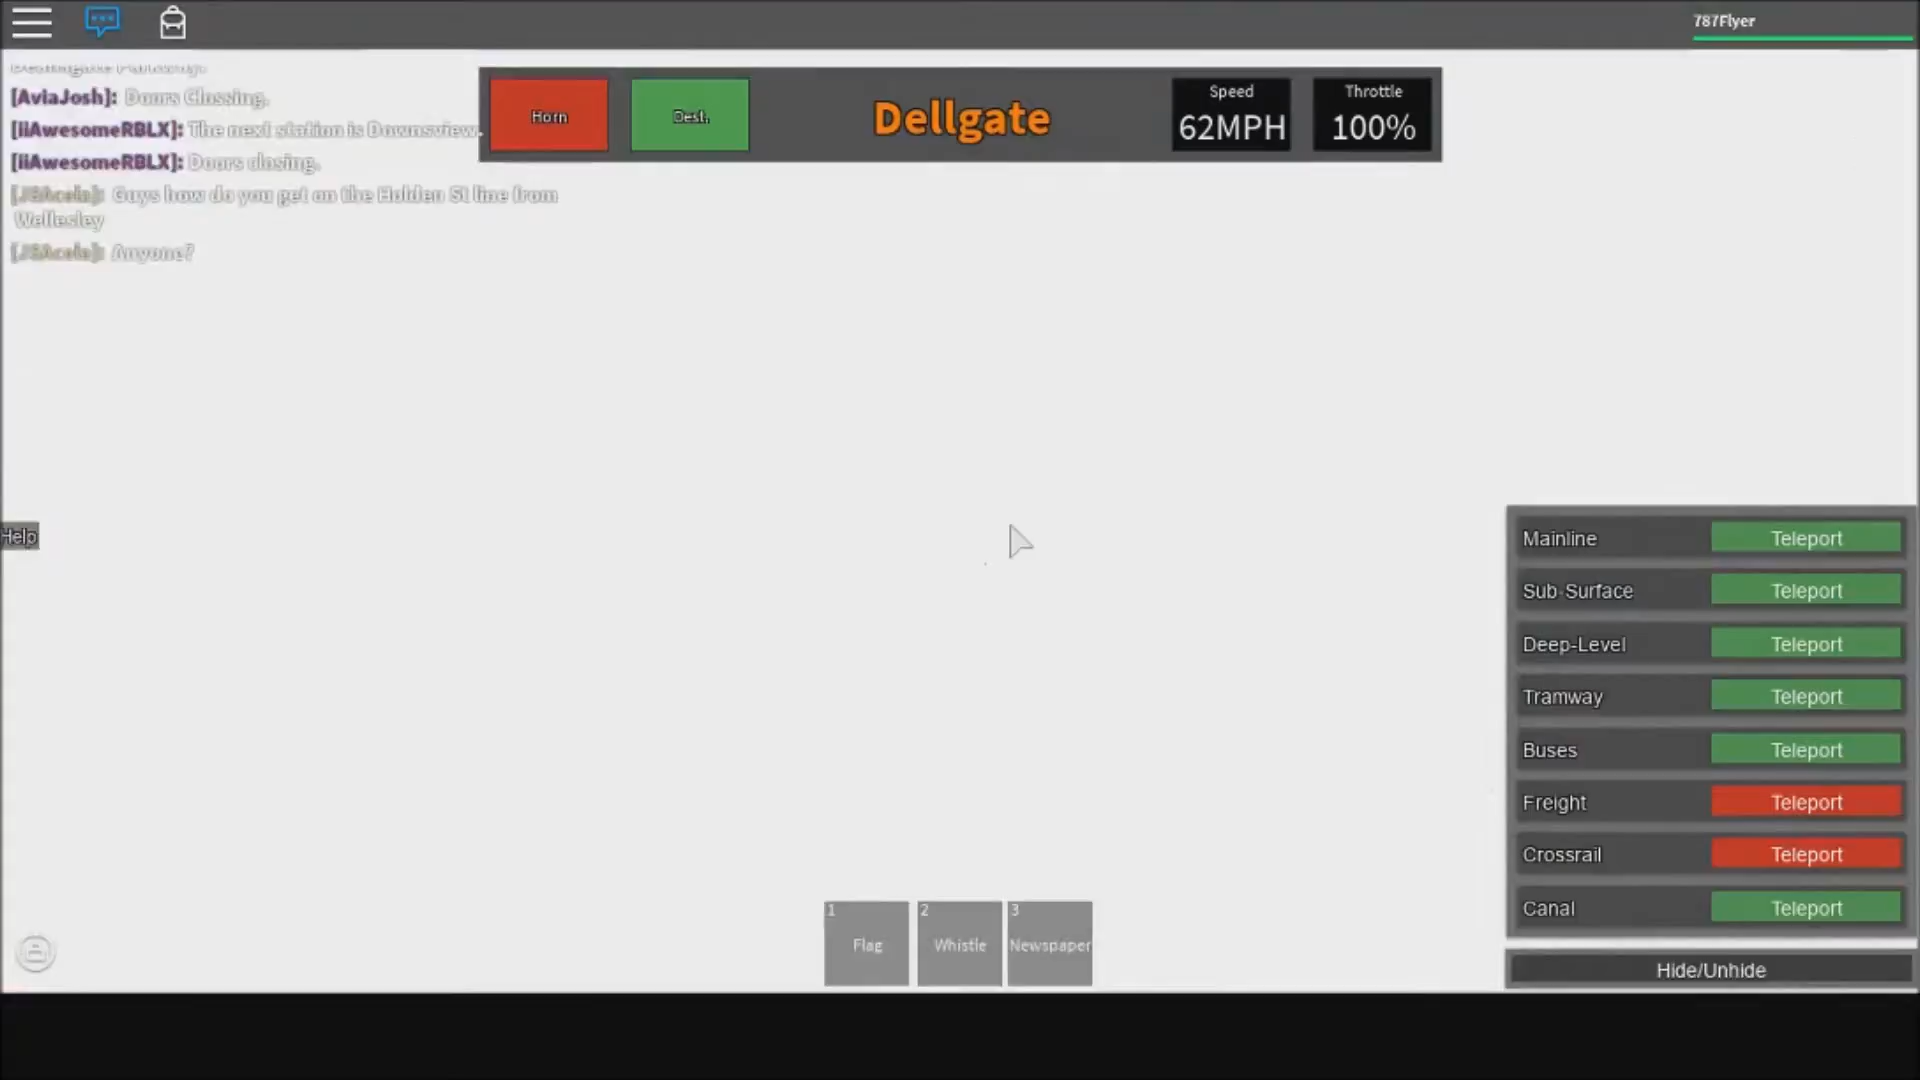 787Flyer
[AviaJosh]: Doors Clossing.
[iiAwesomeRBLX]: The next station is Downsview.
[iiAwesomeRBLX]: Doors closing.
Guys how do you get on the Holden St line from
Wellesley
Anyone?
Horn
Dest.
Dellgate
Speed
62MPH
Throttle
100%
Help
Mainline Teleport
Sub-Surface Teleport
Deep-Level Teleport
Tramway Teleport
Buses Teleport
Freight Teleport
Crossrail Teleport
Canal Teleport
Hide/Unhide
1 Flag
2 Whistle
3 Newspaper